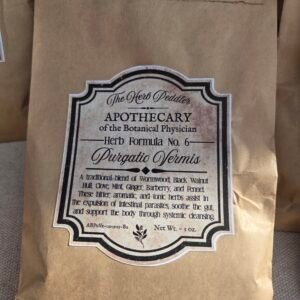 The Herb Peddler
APOTHECARY
of the Botanical Physician
Herb Formula No. 6
Purgatio Vermis
A traditional blend of Wormwood, Black Walnut
Hull, Clove, Mint, Ginger, Barberry, and Fennel.
These bitter, aromatic, and tonic herbs assist in
the expulsion of intestinal parasites, soothe the gut,
and support the body through systemic cleansing.
Net Wt. - 1 oz.